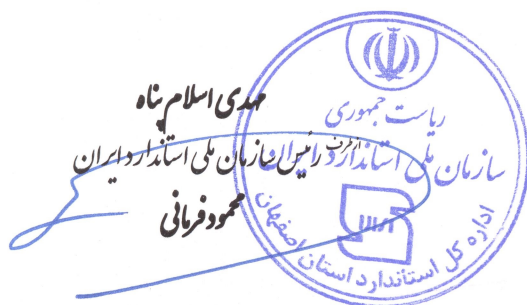 مهدی اسلام پناه
از طرف رئیس سازمان ملی استاندارد ایران
محمود فرمانی
ریاست جمهوری
سازمان ملی استاندارد ایران
اداره کل استاندارد استان اصفهان